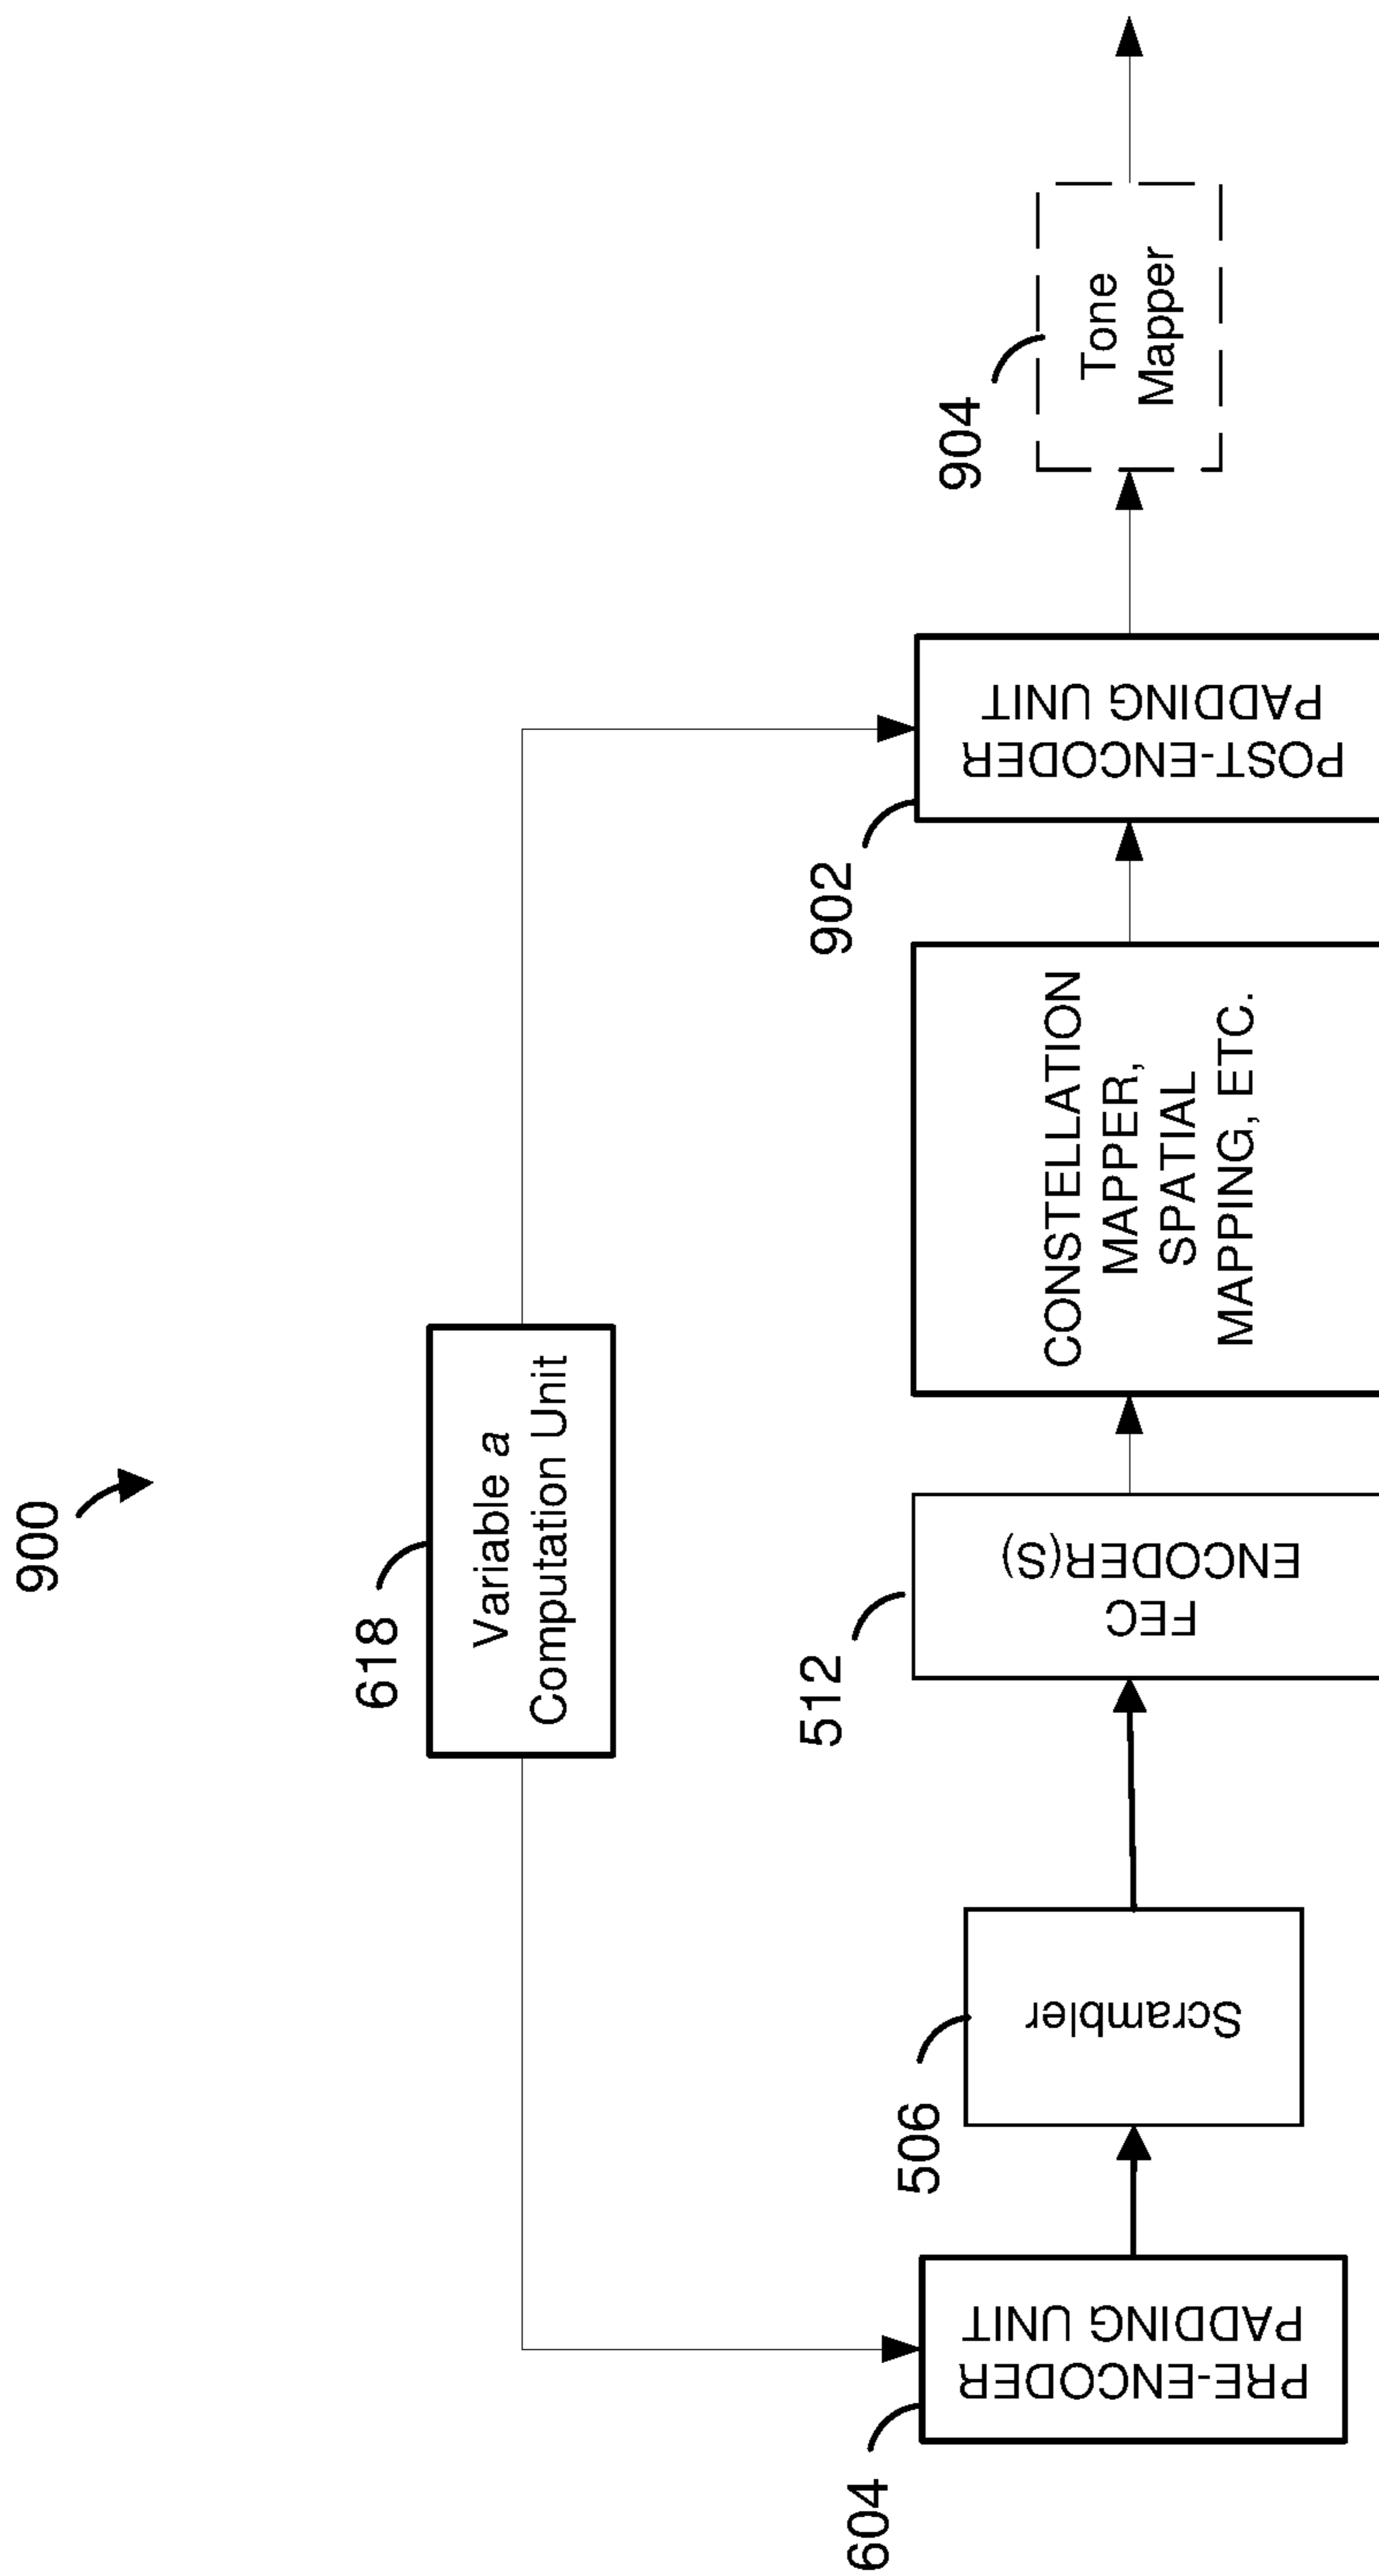 900
618
Variable a
Computation Unit
604
PRE-ENCODER
PADDING UNIT
506
Scrambler
512
FEC
ENCODER(S)
CONSTELLATION
MAPPER,
SPATIAL
MAPPING, ETC.
902
POST-ENCODER
PADDING UNIT
904
Tone
Mapper